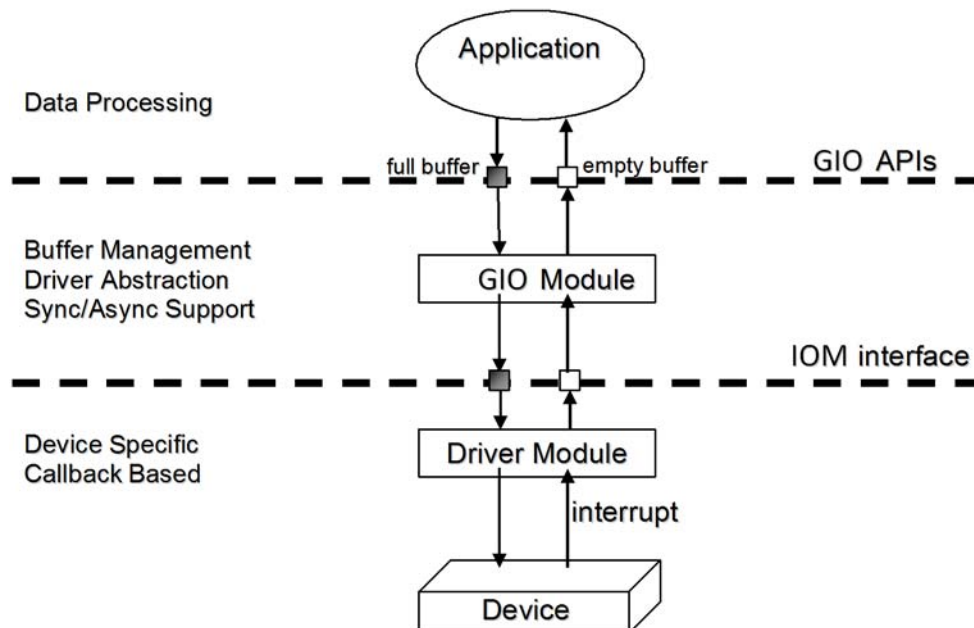 Application
Data Processing
full buffer
empty buffer
GIO APIs
Buffer Management
Driver Abstraction
Sync/Async Support
GIO Module
IOM interface
Device Specific
Callback Based
Driver Module
interrupt
Device